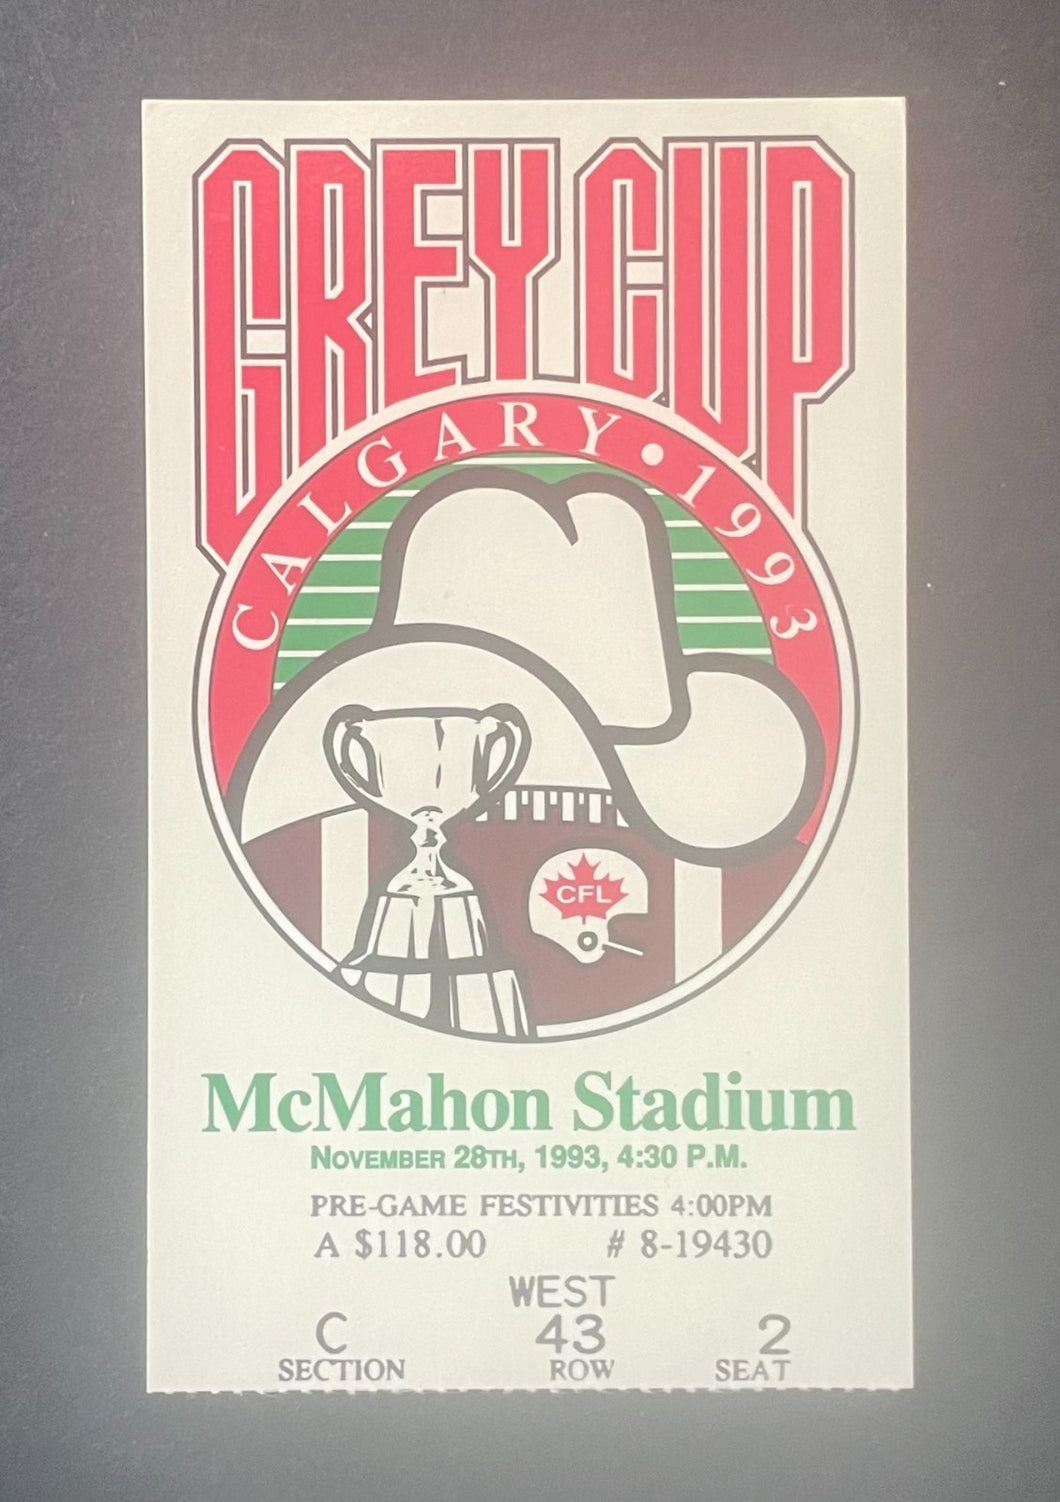 GREY CUP
CALGARY • 1993
CFL
McMahon Stadium
NOVEMBER 28TH, 1993, 4:30 P.M.
PRE-GAME FESTIVITIES 4:00PM
A $118.00 # 8-19430
WEST
C 43 2
SECTION ROW SEAT